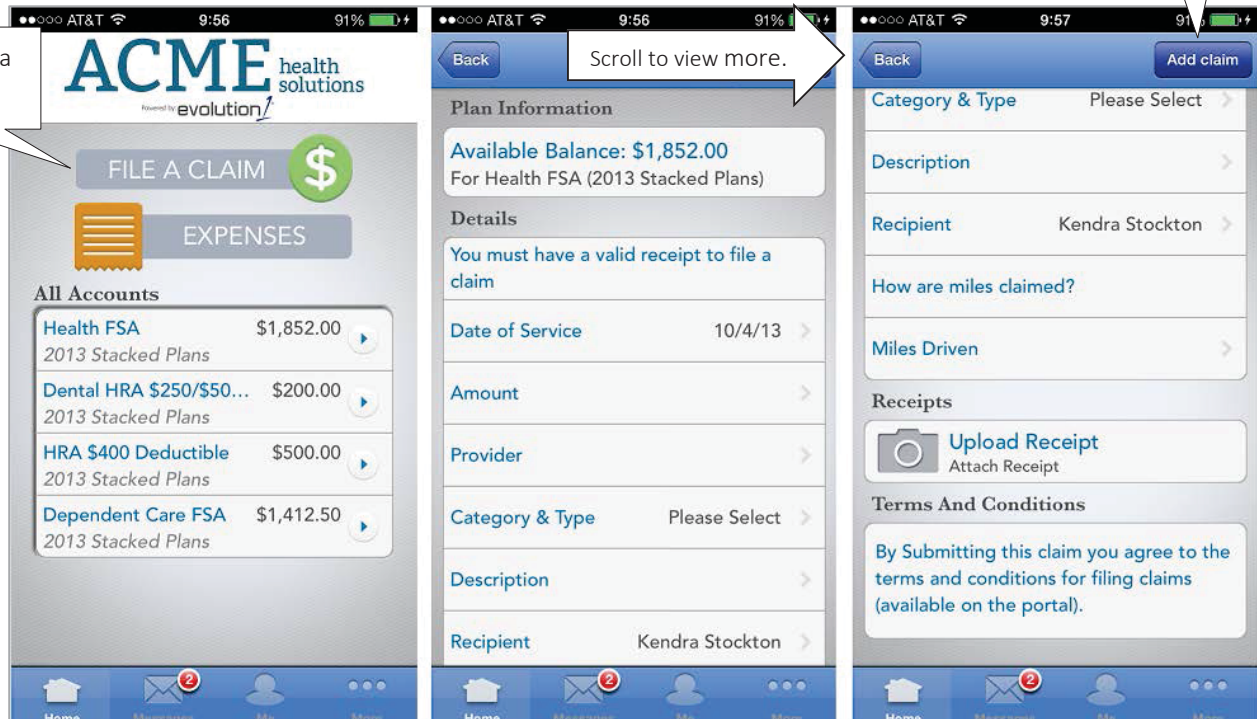 AT&T 9:56 91%
a
ACME health
solutions
Powered by evolution1
FILE A CLAIM
EXPENSES
All Accounts
Health FSA $1,852.00
2013 Stacked Plans
Dental HRA $250/$50... $200.00
2013 Stacked Plans
HRA $400 Deductible $500.00
2013 Stacked Plans
Dependent Care FSA $1,412.50
2013 Stacked Plans
2
Home
AT&T 9:56 91%
Back
Scroll to view more.
Plan Information
Available Balance: $1,852.00
For Health FSA (2013 Stacked Plans)
Details
You must have a valid receipt to file a
claim
Date of Service 10/4/13
Amount
Provider
Category & Type Please Select
Description
Recipient Kendra Stockton
2
Home
AT&T 9:57
Back Add claim
Category & Type Please Select
Description
Recipient Kendra Stockton
How are miles claimed?
Miles Driven
Receipts
Upload Receipt
Attach Receipt
Terms And Conditions
By Submitting this claim you agree to the
terms and conditions for filing claims
(available on the portal).
2
Home